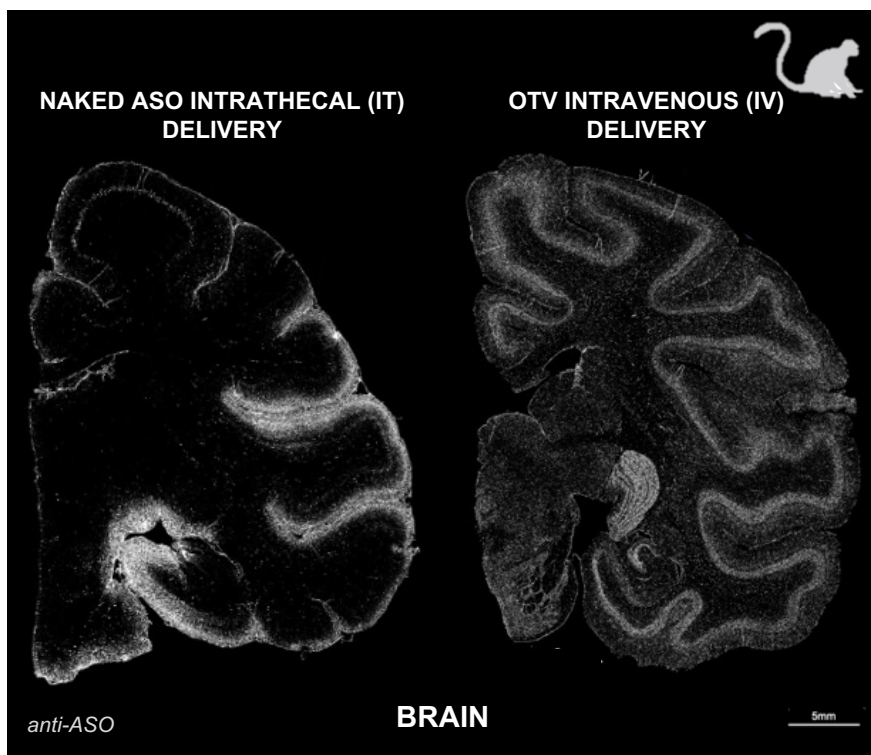 NAKED ASO INTRATHECAL (IT)
DELIVERY
OTV INTRAVENOUS (IV)
DELIVERY
anti-ASO
BRAIN
5mm